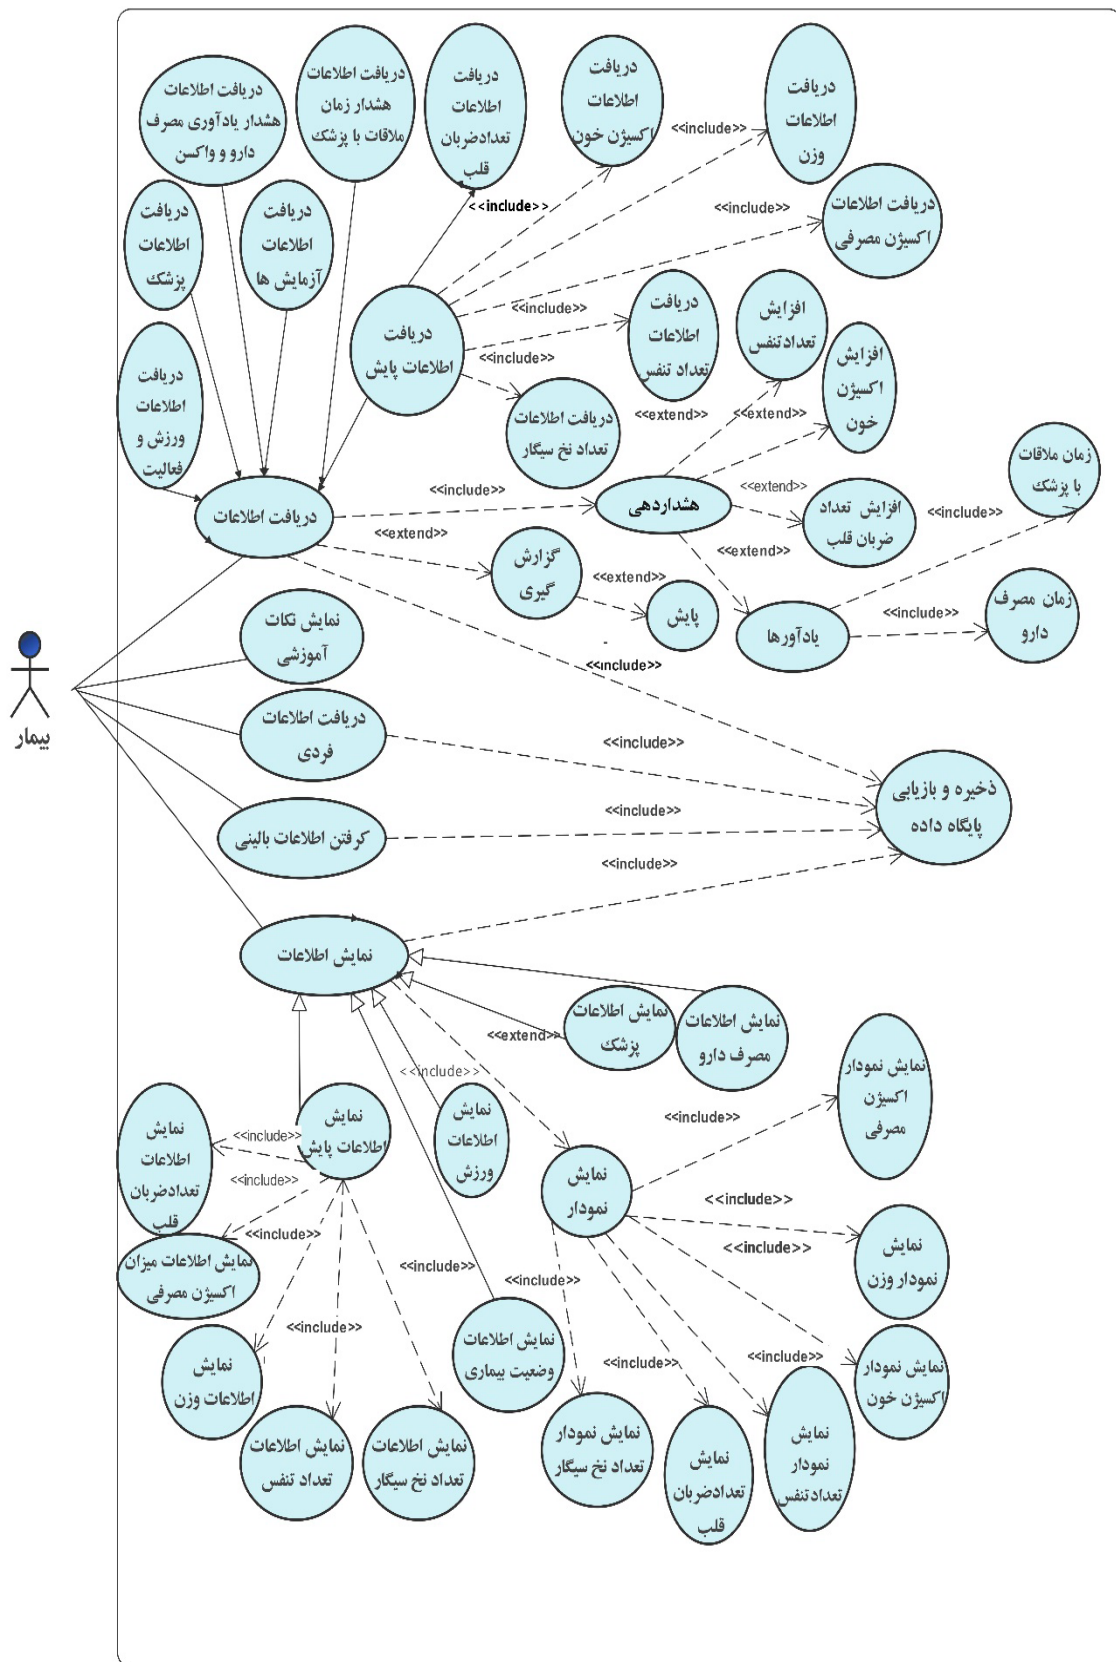 دریافت اطلاعات
هشدار یادآوری مصرف
دارو و واکسن
دریافت اطلاعات
هشدار زمان
ملاقات با پزشک
دریافت
اطلاعات
تعدادضربان
قلب
دریافت
اطلاعات
اکسیژن خون
دریافت
اطلاعات
وزن
<<include>>
<<include>>
<<include>>
دریافت
اطلاعات
پزشک
دریافت
اطلاعات
آزمایش ها
دریافت اطلاعات
اکسیژن مصرفی
دریافت
اطلاعات پایش
<<include>>
دریافت
اطلاعات
تعداد تنفس
افزایش
تعدادتنفس
<<include>>
افزایش
اکسیژن
خون
دریافت
اطلاعات
ورزش و
فعالیت
دریافت اطلاعات
تعداد نخ سیگار
<<extend>>
<<extend>>
زمان ملاقات
با پزشک
دریافت اطلاعات
<<include>>
هشداردهی
<<extend>>
افزایش تعداد
ضربان قلب
<<include>>
<<extend>>
گزارش
گیری
<<extend>>
<<extend>>
پایش
یادآورها
<<include>>
زمان مصرف
دارو
نمایش نکات
آموزشی
<<include>>
بیمار
دریافت اطلاعات
فردی
<<include>>
ذخیره و بازیابی
پایگاه داده
گرفتن اطلاعات بالینی
<<include>>
<<include>>
نمایش اطلاعات
نمایش اطلاعات
پزشک
نمایش اطلاعات
مصرف دارو
<<extend>>
<<include>>
نمایش نمودار
اکسیژن
مصرفی
<<include>>
نمایش
اطلاعات پایش
نمایش
اطلاعات
ورزش
نمایش
اطلاعات
تعدادضربان
قلب
<<include>>
<<include>>
<<include>>
نمایش
نمودار
<<include>>
<<include>>
نمایش
نمودار وزن
نمایش اطلاعات میزان
اکسیژن مصرفی
<<include>>
<<include>>
نمایش
اطلاعات وزن
نمایش اطلاعات
وضعیت بیماری
<<include>>
<<include>>
نمایش نمودار
اکسیژن خون
نمایش اطلاعات
تعداد تنفس
نمایش اطلاعات
تعداد نخ سیگار
نمایش نمودار
تعداد نخ سیگار
نمایش
تعدادضربان
قلب
نمایش
نمودار
تعدادتنفس